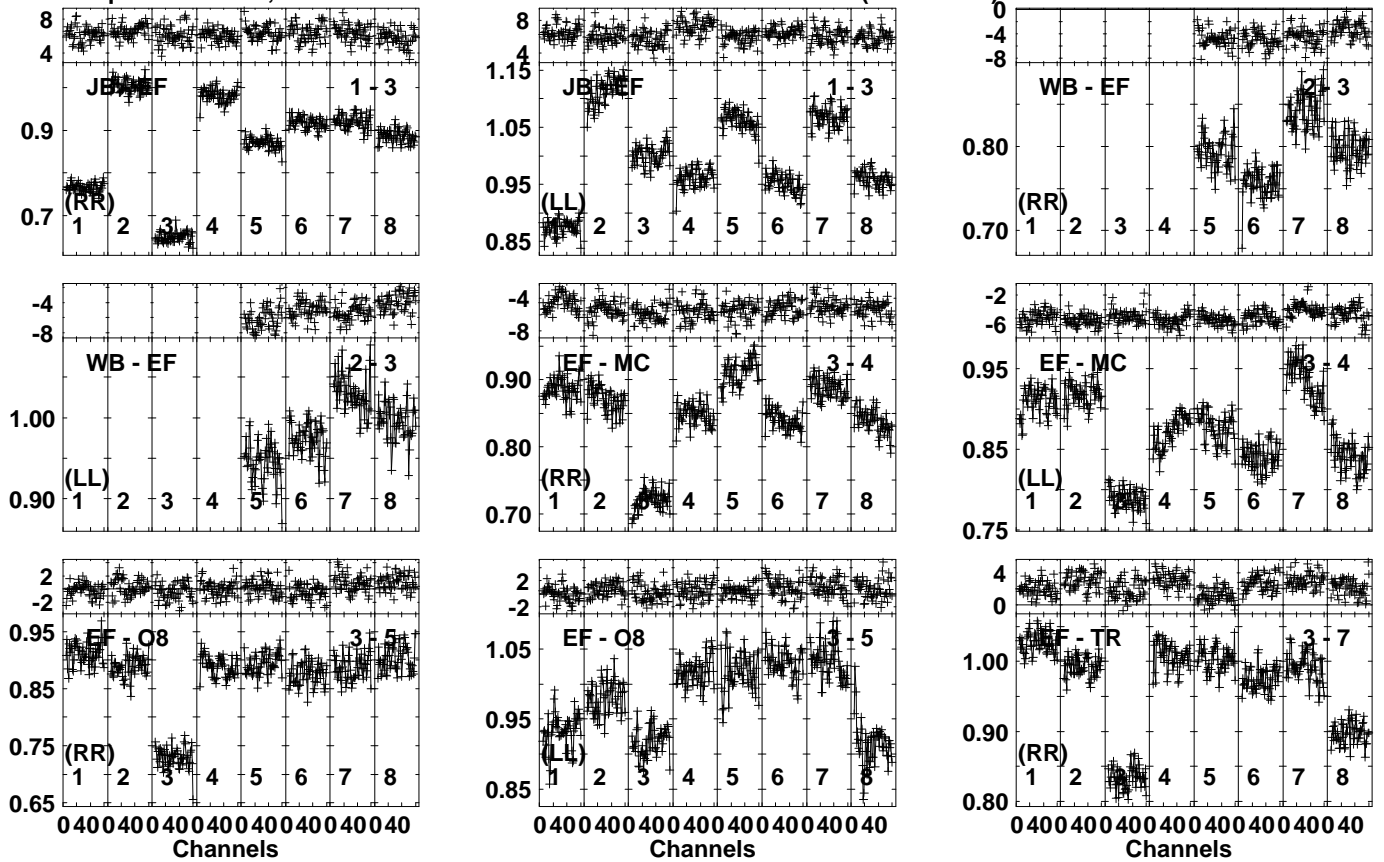 8
4
JB - EF 1 - 3
0.9
0.7
(RR)
1 2 3 4 5 6 7 8
8
4
1.15
JB - EF 1 - 3
1.05
0.95
(LL)
0.85
1 2 3 4 5 6 7 8
0
-4
-8
WB - EF 2 - 3
0.80
(RR)
0.70
1 2 3 4 5 6 7 8
-4
-8
WB - EF 2 - 3
1.00
(LL)
0.90
1 2 3 4 5 6 7 8
-4
-8
EF - MC 3 - 4
0.90
0.80
(RR)
0.70
1 2 3 4 5 6 7 8
-2
-6
EF - MC 3 - 4
0.95
0.85
(LL)
0.75
1 2 3 4 5 6 7 8
2
-2
0.95
EF - O8 3 - 5
0.85
0.75
(RR)
0.65
1 2 3 4 5 6 7 8
0 40 0 40 0 40 0 40 0 40 0 40 0 40 0 40
Channels
2
-2
EF - O8 3 - 5
1.05
0.95
(LL)
0.85
1 2 3 4 5 6 7 8
0 40 0 40 0 40 0 40 0 40 0 40 0 40 0 40
Channels
4
0
EF - TR 3 - 7
1.00
0.90
(RR)
0.80
1 2 3 4 5 6 7 8
0 40 0 40 0 40 0 40 0 40 0 40 0 40 0 40
Channels